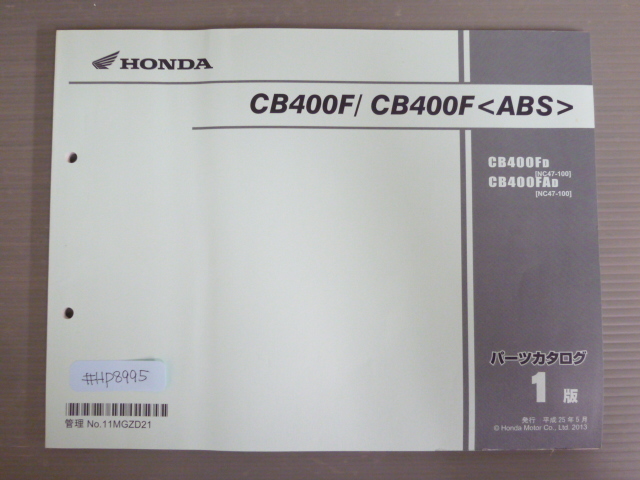 HONDA
CB400F/ CB400F<ABS>
CB400FD
[NC47-100]
CB400FAD
[NC47-100]
パーツカタログ
1版
発行 平成25年5月
© Honda Motor Co., Ltd. 2013
#HP8995
管理 No.11MGZD21